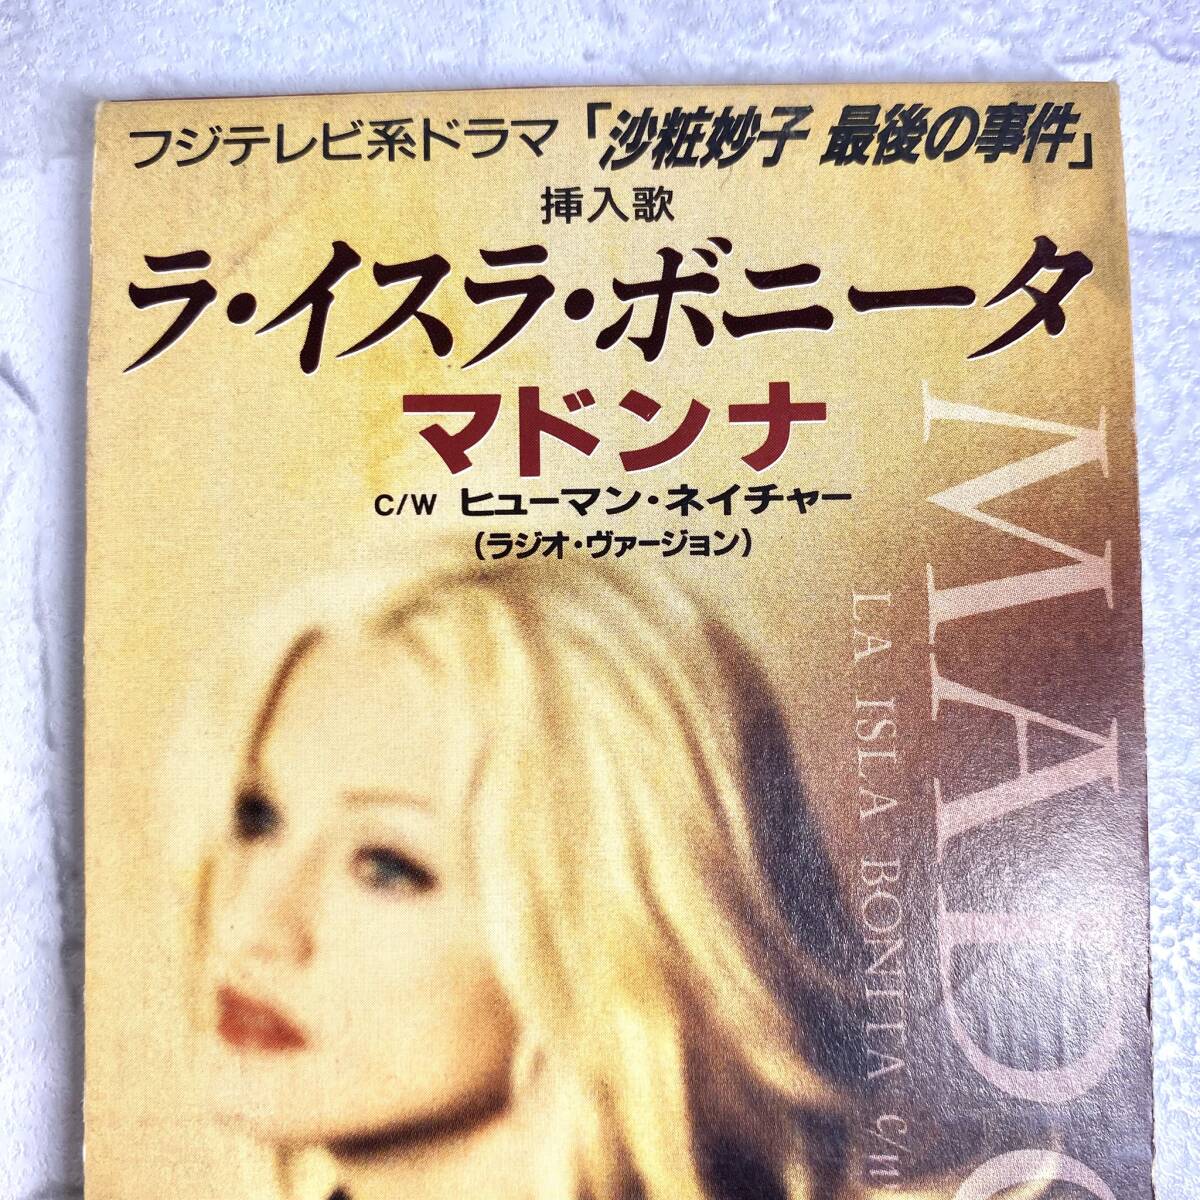 フジテレビ系ドラマ「沙粧妙子 最後の事件」
挿入歌
ラ・イスラ・ボニータ
マドンナ
C/W ヒューマン・ネイチャー
(ラジオ・ヴァージョン)
MADO
LA ISLA BONITA C/W